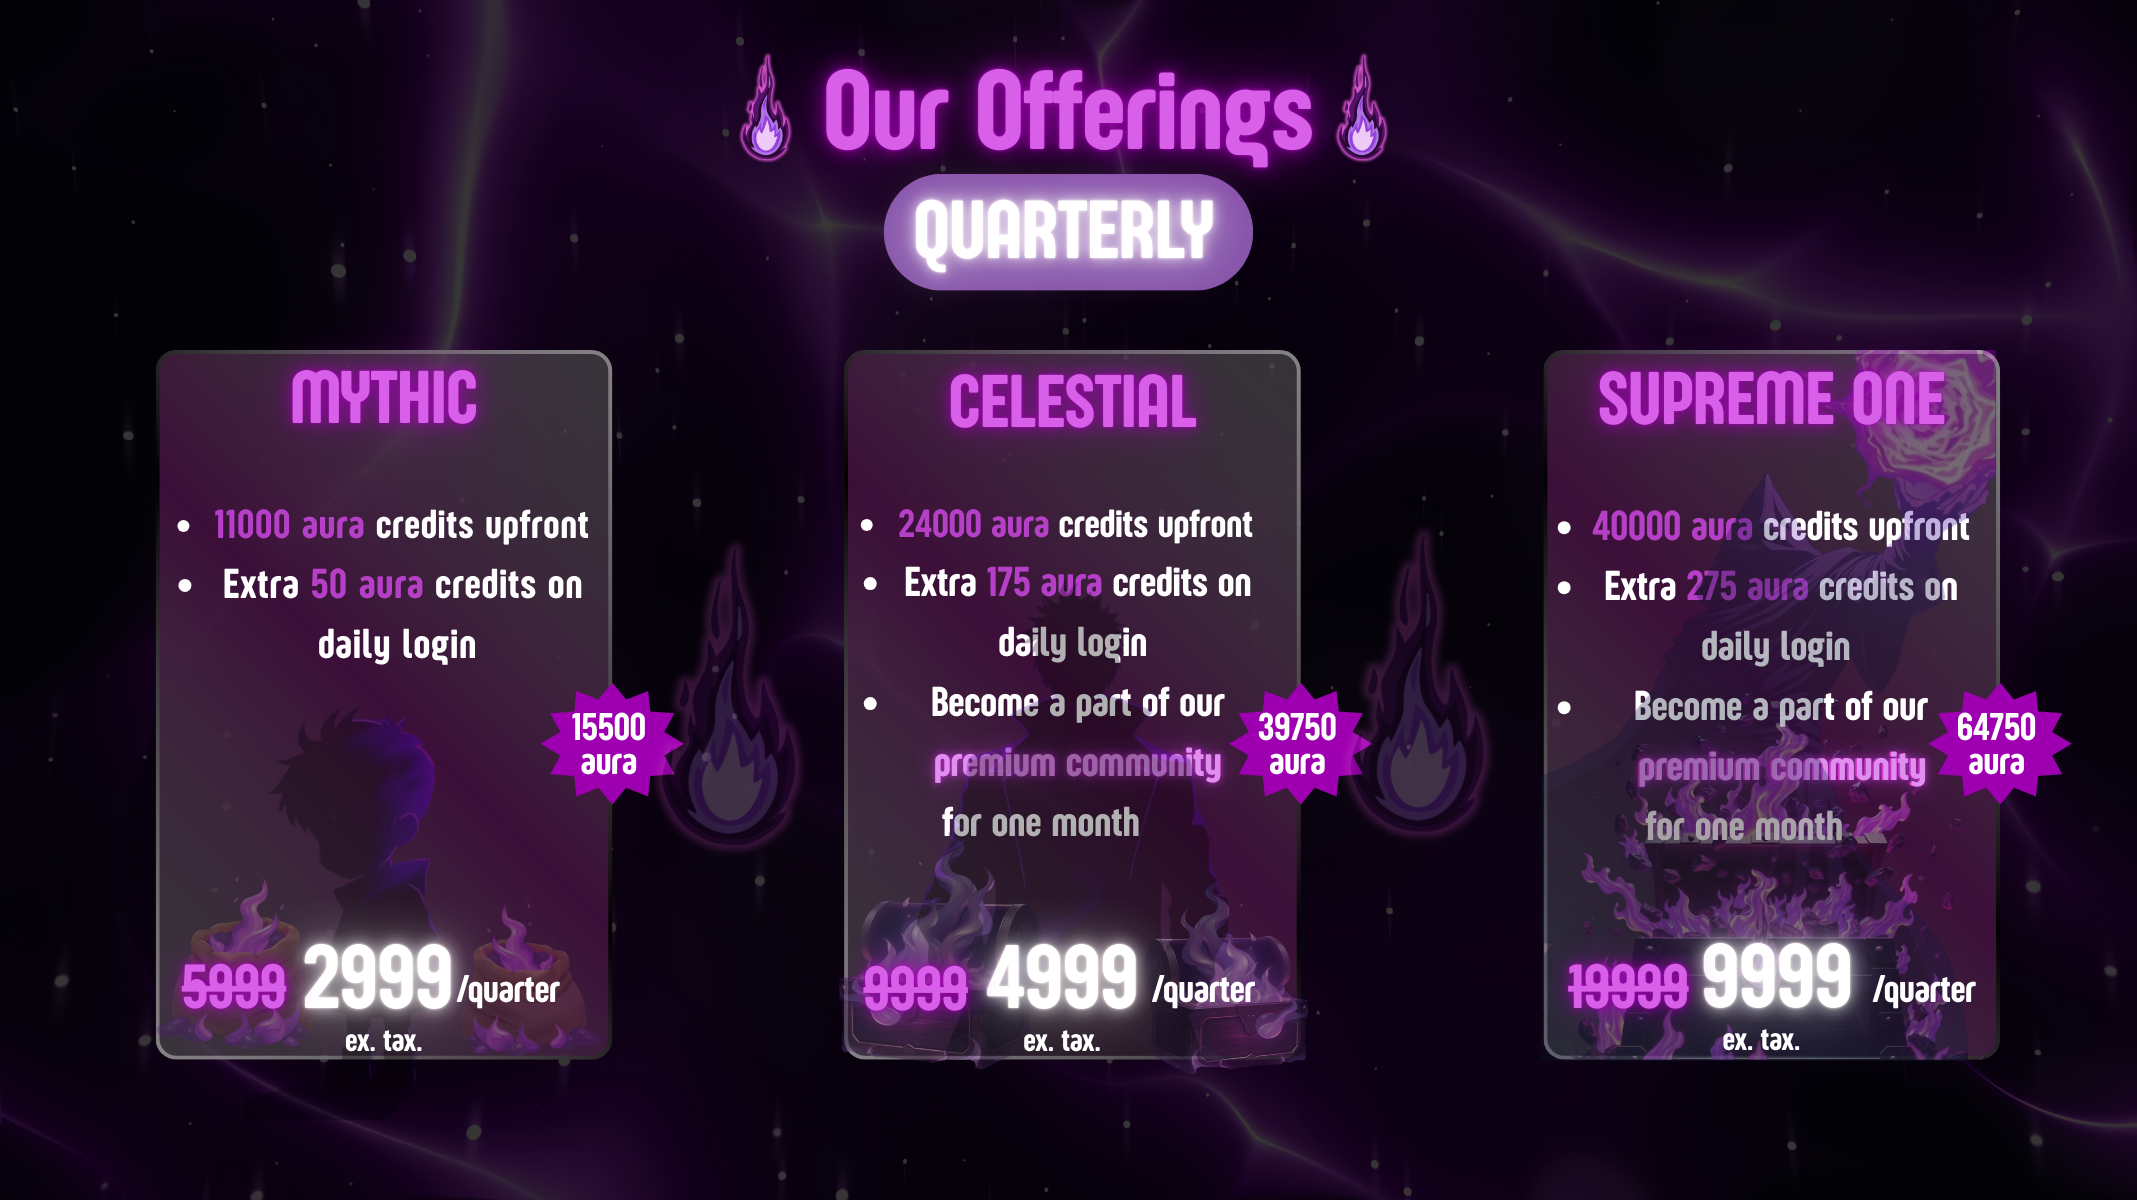 Our Offerings
QUARTERLY
MYTHIC
• 11000 aura credits upfront
• Extra 50 aura credits on
daily login
15500
aura
5999 2999/quarter
ex. tax.
CELESTIAL
• 24000 aura credits upfront
• Extra 175 aura credits on
daily login
• Become a part of our
premium community
for one month
39750
aura
9999 4999 /quarter
ex. tax.
SUPREME ONE
• 40000 aura credits upfront
• Extra 275 aura credits on
daily login
• Become a part of our
premium community
for one month
64750
aura
19999 9999 /quarter
ex. tax.